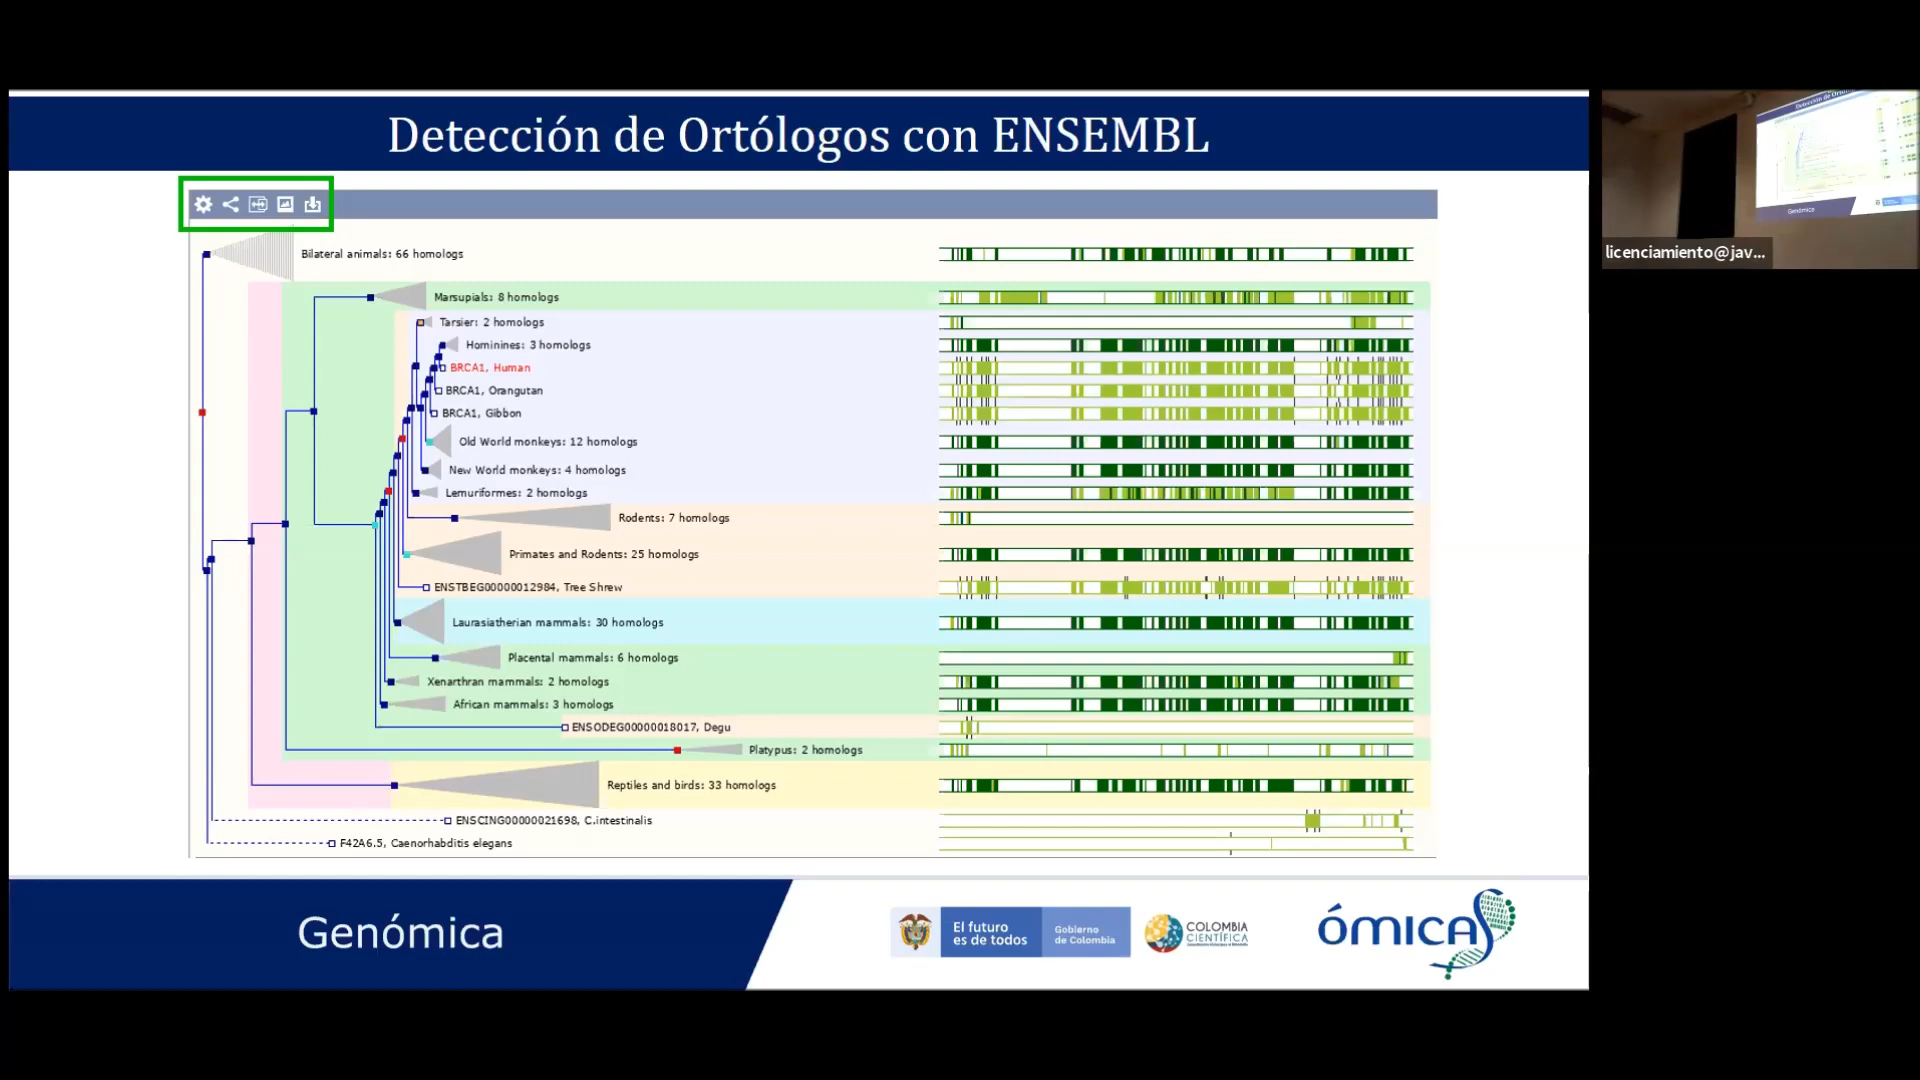 Detección de Ortólogos con ENSEMBL
Bilateral animals: 66 homologs
Marsupials: 8 homologs
Tarsier: 2 homologs
Hominines: 3 homologs
BRCA1, Human
BRCA1, Orangutan
BRCA1, Gibbon
Old World monkeys: 12 homologs
New World monkeys: 4 homologs
Lemuriformes: 2 homologs
Rodents: 7 homologs
Primates and Rodents: 25 homologs
ENSTBEG00000012984, Tree Shrew
Laurasiatherian mammals: 30 homologs
Placental mammals: 6 homologs
Xenarthran mammals: 2 homologs
African mammals: 3 homologs
ENSODEG00000018017, Degu
Platypus: 2 homologs
Reptiles and birds: 33 homologs
ENSCING00000021698, C.intestinalis
F42A6.5, Caenorhabditis elegans
Genómica
El futuro
es de todos
Gobierno
de Colombia
COLOMBIA
CIENTÍFICA
ÓMICAS
licenciamiento@jav...
Genómica